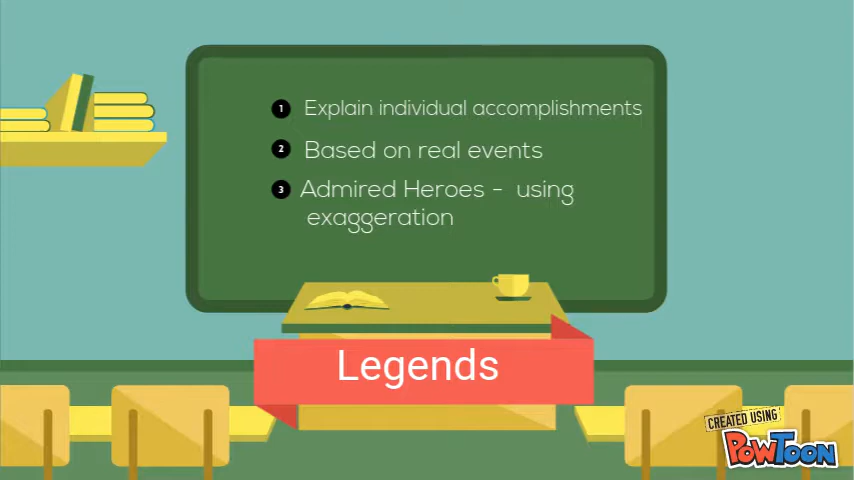 1 Explain individual accomplishments
2 Based on real events
3 Admired Heroes - using
exaggeration
Legends
CREATED USING
POWTOON